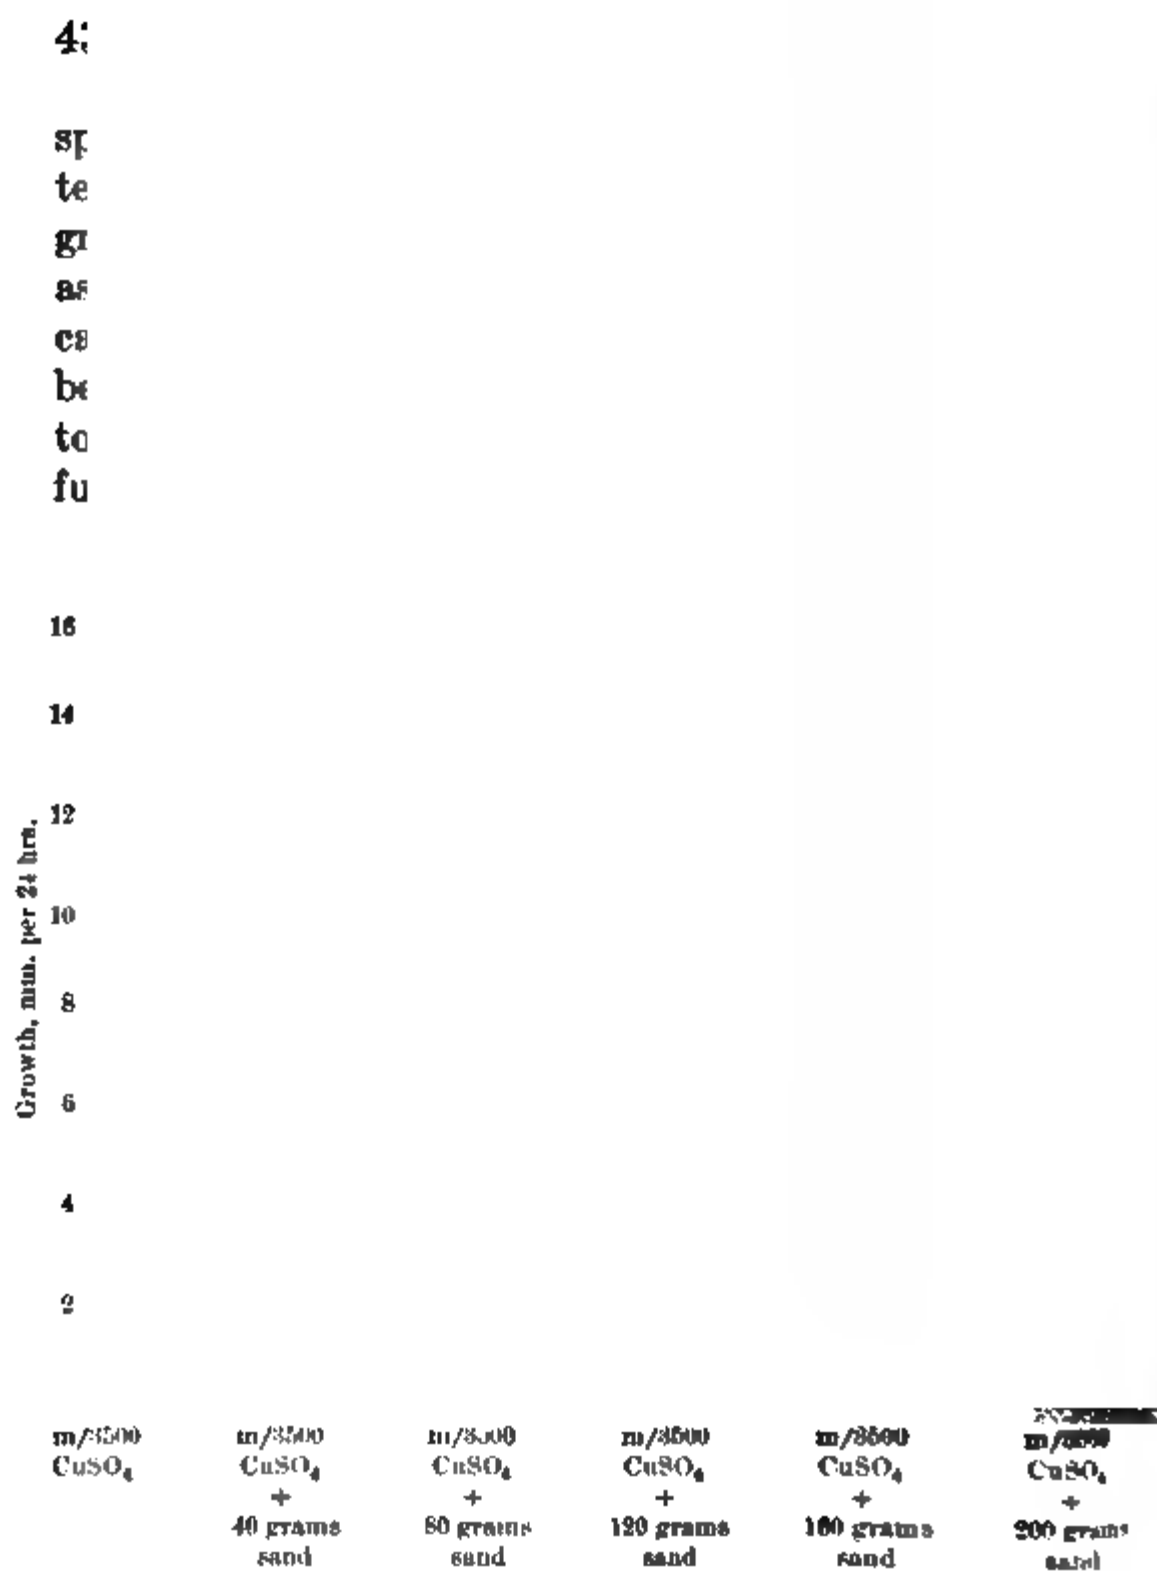 sp
te
gr
as
ca
be
to
fu
16
14
12
10
8
6
4
2
Growth, mm. per 24 hrs.
m/3500 m/3500 m/3500 m/3500 m/3500 m/3500
CuSO₄ CuSO₄ CuSO₄ CuSO₄ CuSO₄ CuSO₄
+ + + + +
40 grams 80 grams 120 grams 160 grams 200 grams
sand sand sand sand sand